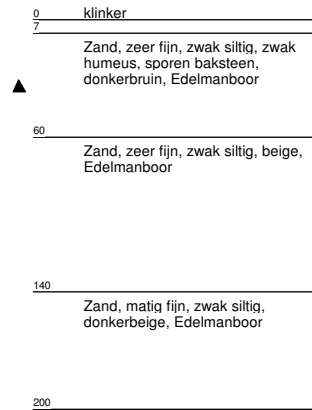 0 klinker
7
Zand, zeer fijn, zwak siltig, zwak
humeus, sporen baksteen,
donkerbruin, Edelmanboor
60
Zand, zeer fijn, zwak siltig, beige,
Edelmanboor
140
Zand, matig fijn, zwak siltig,
donkerbeige, Edelmanboor
200